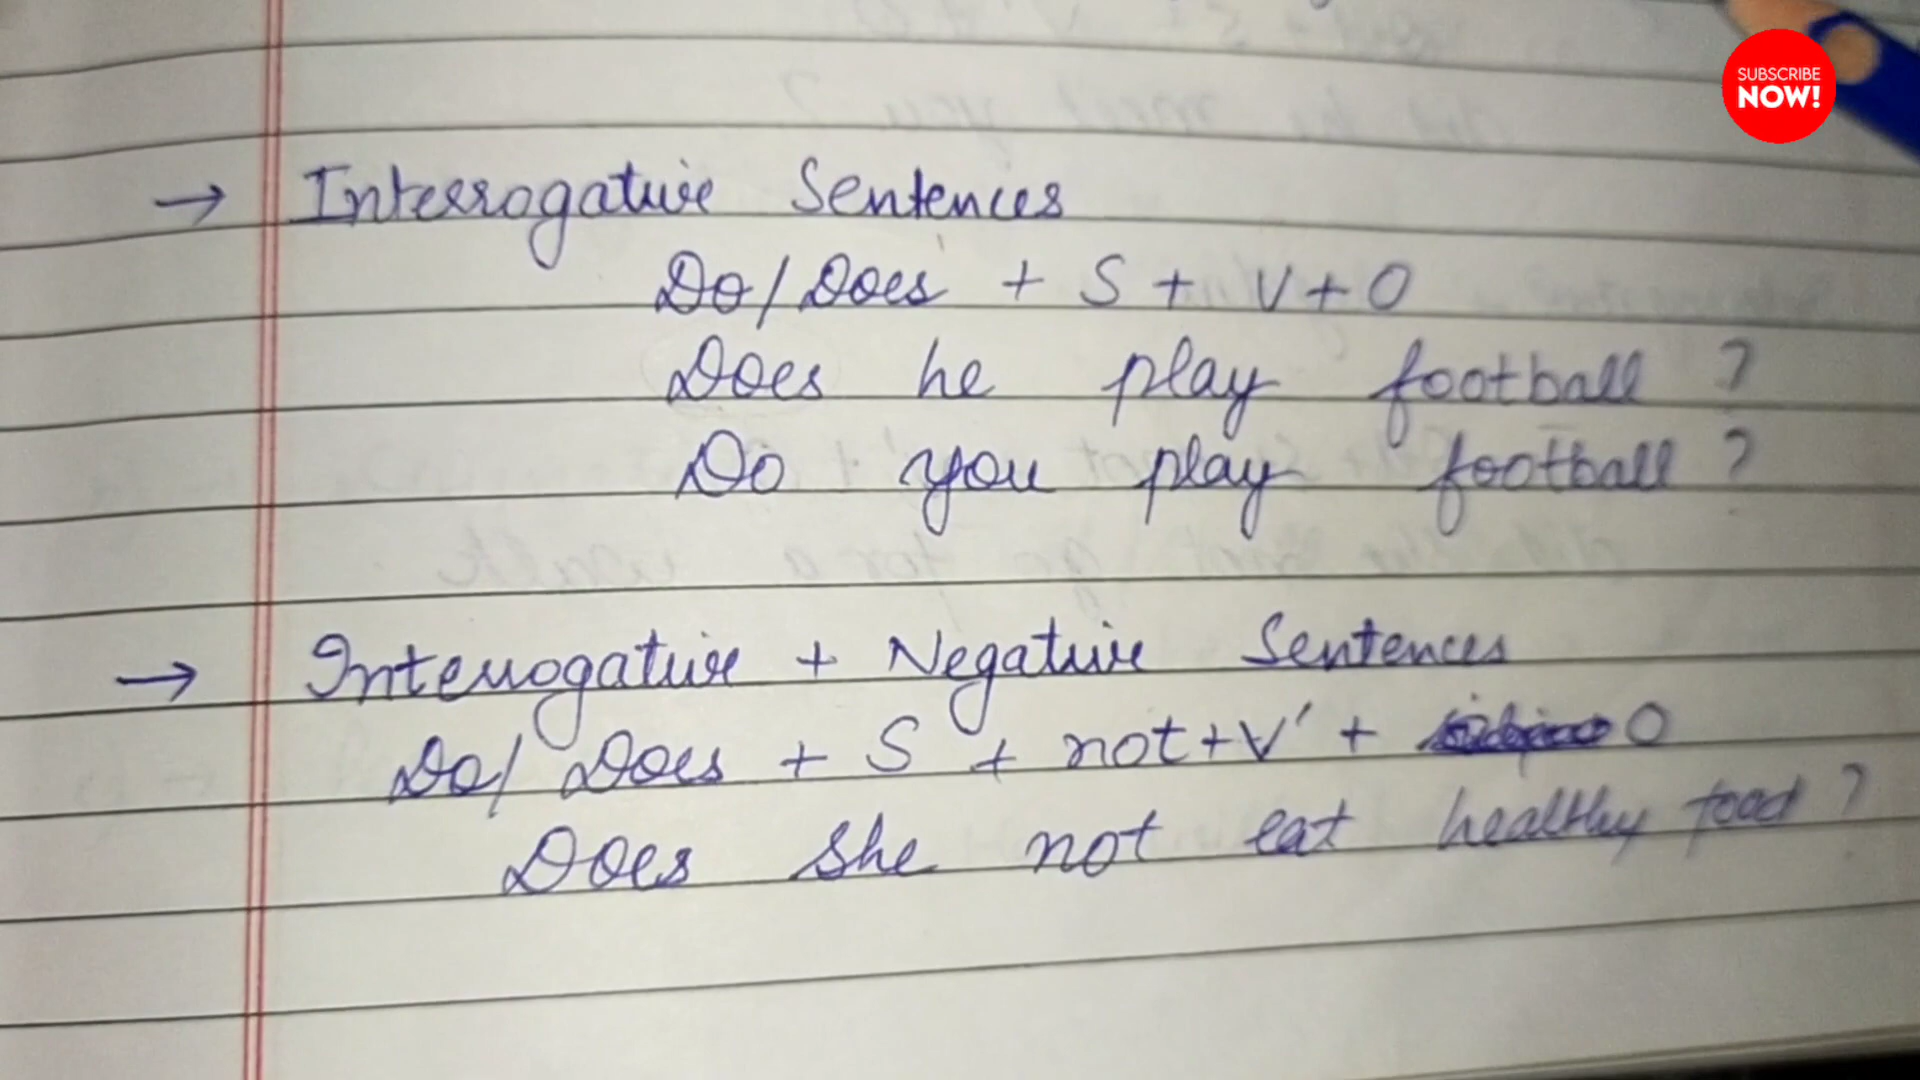 SUBSCRIBE
NOW!
→ Interrogative Sentences
Do/Does + S + V + O
Does he play football ?
Do you play football ?
→ Interrogative + Negative Sentences
Do/ Does + S + not + V' + O
Does she not eat healthy food ?